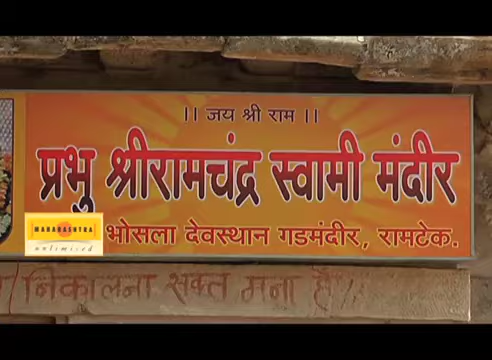 ।। जय श्री राम ।।
प्रभु श्रीरामचंद्र स्वामी मंदीर
MAHARASHTRA
unlimited
भोसला देवस्थान गडमंदीर, रामटेक.
निकालना सक्त मना है।।